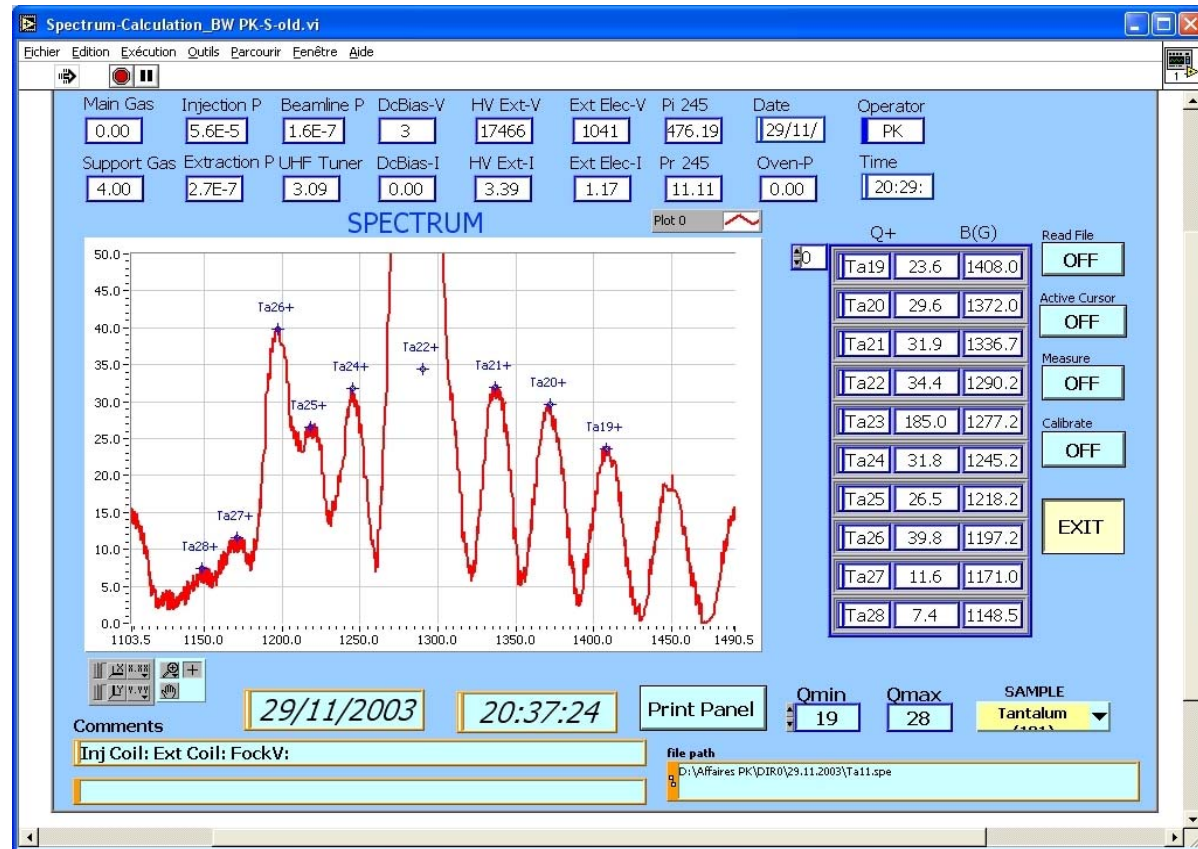 Spectrum-Calculation_BW PK-S-old.vi
Fichier Edition Exécution Outils Parcourir Fenêtre Aide
1
Main Gas Injection P Beamline P DcBias-V HV Ext-V Ext Elec-V Pi 245 Date Operator
0.00 5.6E-5 1.6E-7 3 17466 1041 476.19 29/11/ PK
Support Gas Extraction P UHF Tuner DcBias-I HV Ext-I Ext Elec-I Pr 245 Oven-P Time
4.00 2.7E-7 3.09 0.00 3.39 1.17 11.11 0.00 20:29:
SPECTRUM
Plot 0
50.0
45.0
40.0
35.0
30.0
25.0
20.0
15.0
10.0
5.0
0.0
Ta26+
Ta22+
Ta24+
Ta21+
Ta20+
Ta25+
Ta19+
Ta27+
Ta28+
1103.5 1150.0 1200.0 1250.0 1300.0 1350.0 1400.0 1450.0 1490.5
0
Q+ B(G)
Ta19 23.6 1408.0
Ta20 29.6 1372.0
Ta21 31.9 1336.7
Ta22 34.4 1290.2
Ta23 185.0 1277.2
Ta24 31.8 1245.2
Ta25 26.5 1218.2
Ta26 39.8 1197.2
Ta27 11.6 1171.0
Ta28 7.4 1148.5
Read File
OFF
Active Cursor
OFF
Measure
OFF
Calibrate
OFF
EXIT
29/11/2003
20:37:24
Print Panel
Qmin
19
Qmax
28
SAMPLE
Tantalum
Comments
Inj Coil: Ext Coil: FockV:
file path
D:\Affaires PK\DIR0\29.11.2003\Ta11.spe